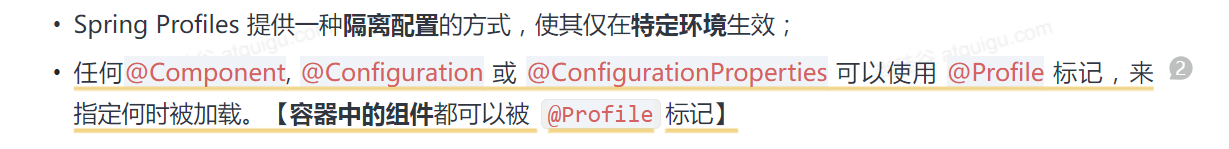 • Spring Profiles 提供一种隔离配置的方式，使其仅在特定环境生效；
• 任何@Component, @Configuration 或 @ConfigurationProperties 可以使用 @Profile 标记，来
指定何时被加载。【容器中的组件都可以被 @Profile 标记】
2